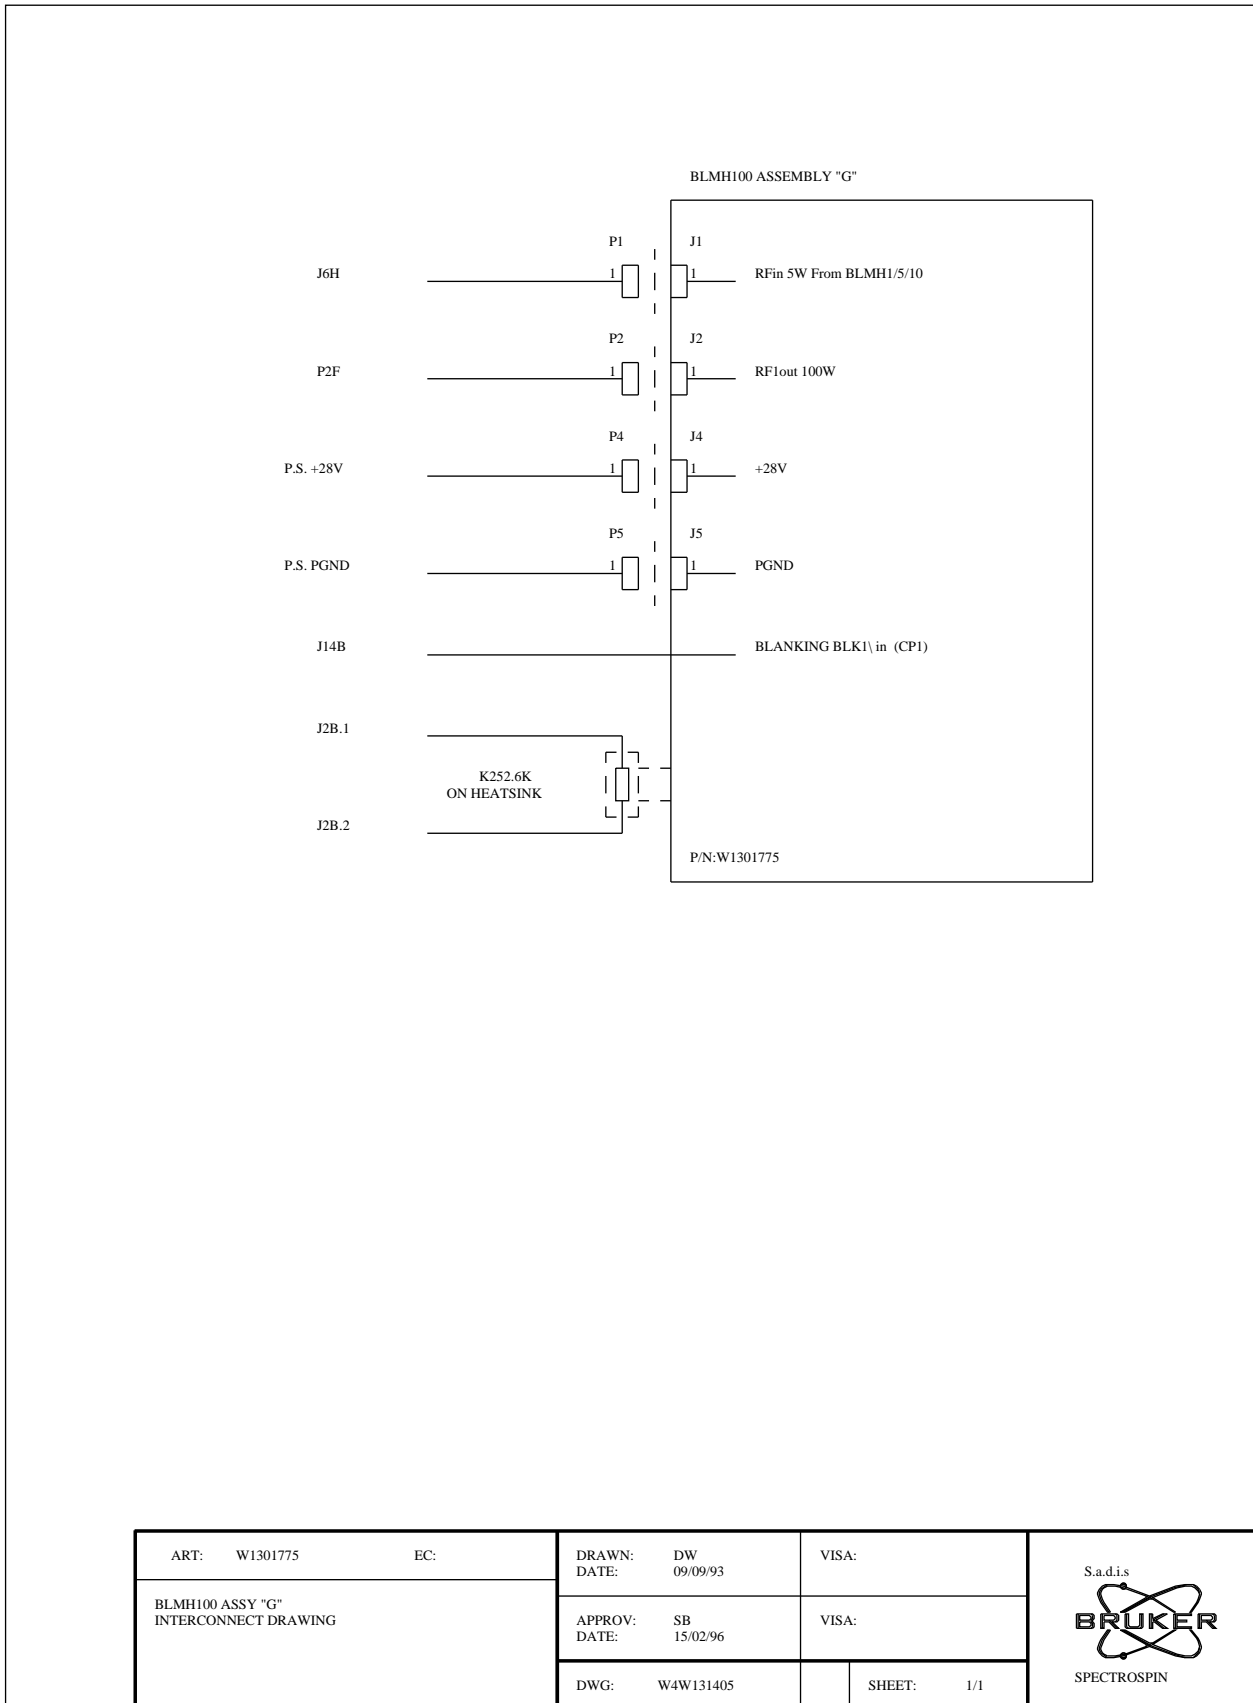 BLMH100 ASSEMBLY "G"
P1 J1
J6H 1 1 RFin 5W From BLMH1/5/10
P2 J2
P2F 1 1 RF1out 100W
P4 J4
P.S. +28V 1 1 +28V
P5 J5
P.S. PGND 1 1 PGND
J14B BLANKING BLK1\ in (CP1)
J2B.1
K252.6K
ON HEATSINK
J2B.2
P/N:W1301775
ART: W1301775 EC:
BLMH100 ASSY "G"
INTERCONNECT DRAWING
DRAWN: DW VISA:
DATE: 09/09/93
APPROV: SB VISA:
DATE: 15/02/96
DWG: W4W131405 SHEET: 1/1
S.a.d.i.s
BRUKER
SPECTROSPIN